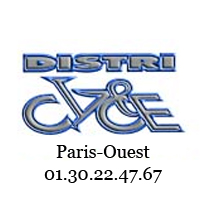 DISTRI
CYCLE
Paris-Ouest
01.30.22.47.67